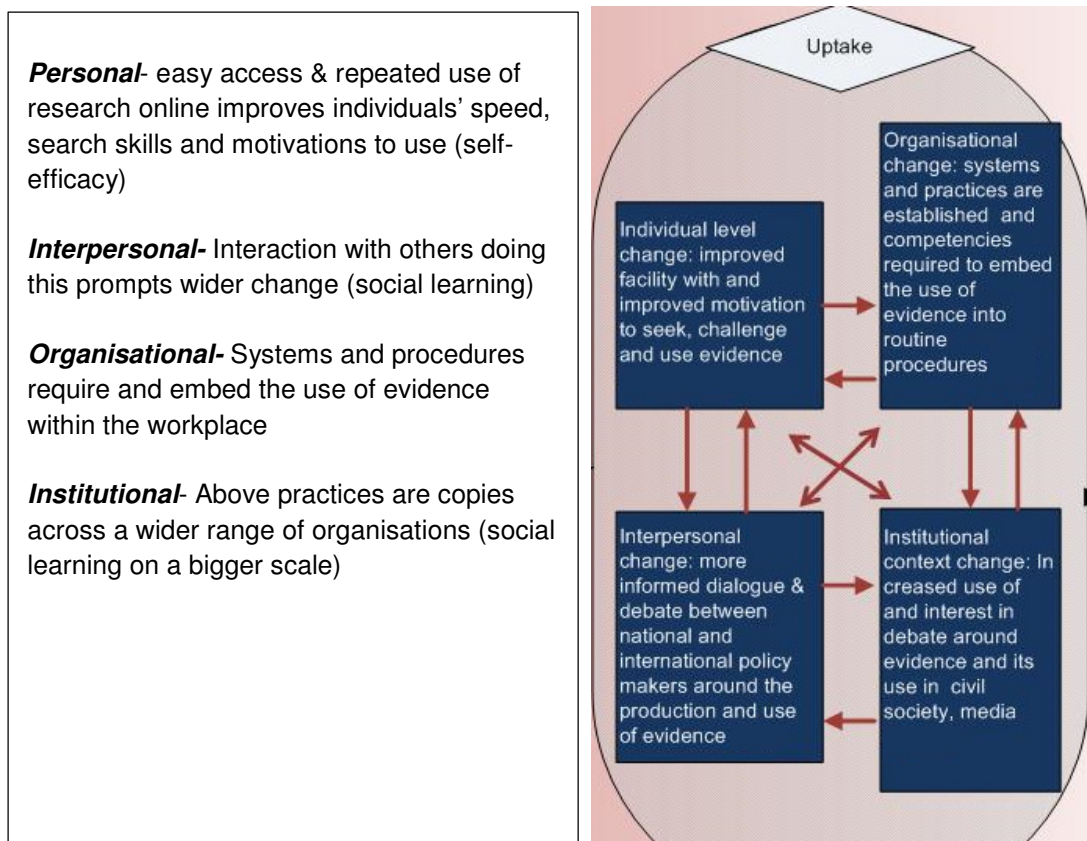 Personal- easy access & repeated use of
research online improves individuals' speed,
search skills and motivations to use (self-
efficacy)
Interpersonal- Interaction with others doing
this prompts wider change (social learning)
Organisational- Systems and procedures
require and embed the use of evidence
within the workplace
Institutional- Above practices are copies
across a wider range of organisations (social
learning on a bigger scale)
Uptake
Individual level
change: improved
facility with and
improved motivation
to seek, challenge
and use evidence
Organisational
change: systems
and practices are
established and
competencies
required to embed
the use of
evidence into
routine
procedures
Interpersonal
change: more
informed dialogue &
debate between
national and
international policy
makers around the
production and use
of evidence
Institutional
context change: In
creased use of
and interest in
debate around
evidence and its
use in civil
society, media